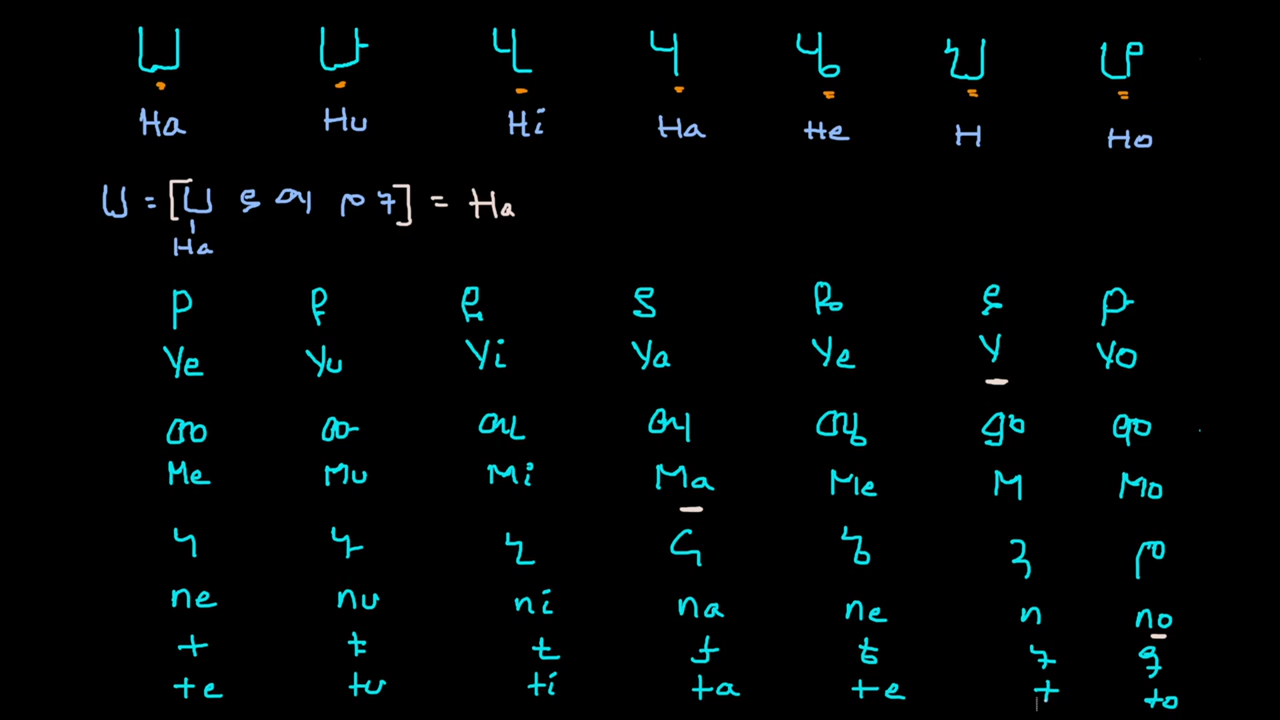 ሀ ሁ ሂ ሃ ሄ ህ ሆ
Ha Hu Hi Ha He H Ho
ሀ = [ሀ ይ ማ ኖ ት] = Ha
Ha
የ ዩ ዪ ያ ዬ ይ ዮ
Ye Yu Yi Ya Ye Y Yo
መ ሙ ሚ ማ ሜ ም ሞ
Me Mu Mi Ma Me M Mo
ነ ኑ ኒ ና ኔ ን ኖ
ne nu ni na ne n no
ተ ቱ ቲ ታ ቴ ት ቶ
te tu ti ta te t to